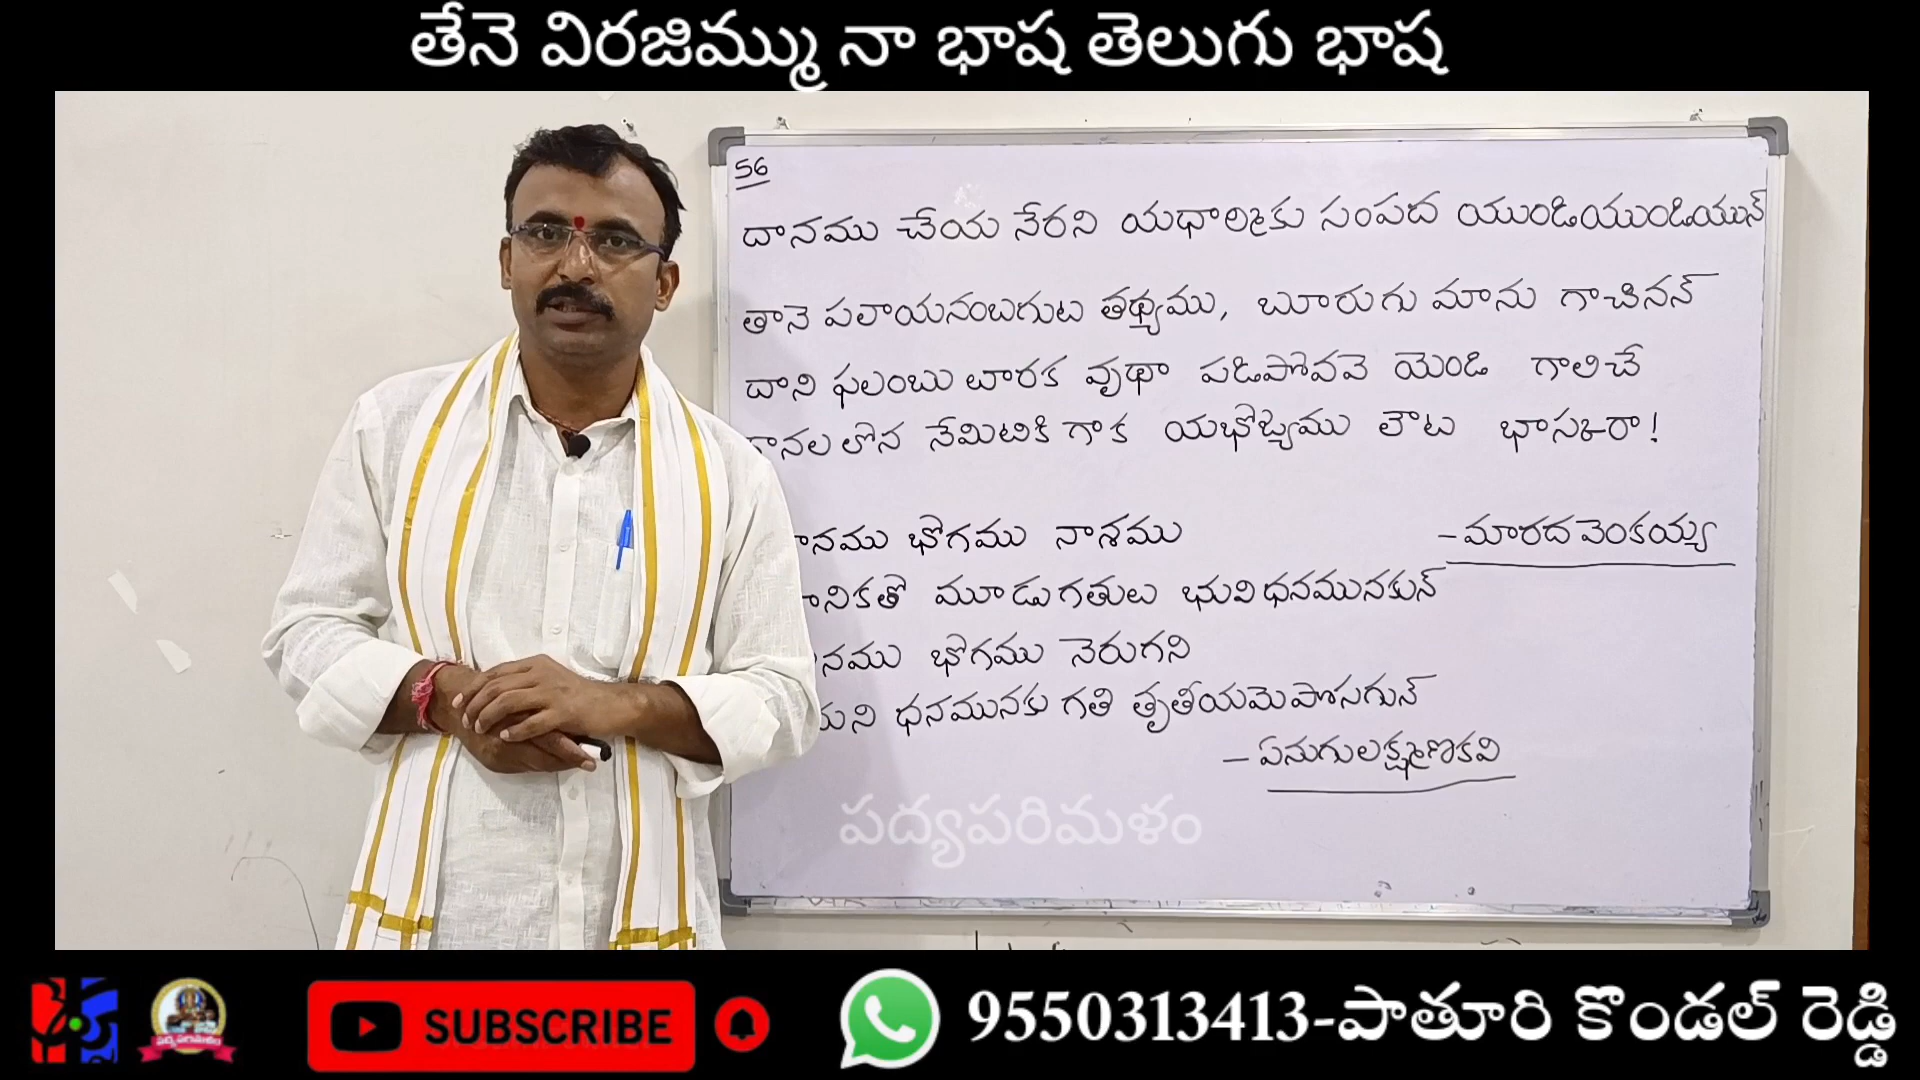 తేనె విరజిమ్ము నా భాష తెలుగు భాష
56
దానము చేయ నేరని యధార్మికు సంపద యుండియుండియున్
తానె పలాయనంబగుట తథ్యము, బూరుగు మాను గాచినన్
దాని ఫలంబులూరక వృథా పడిపోవవె యెండి గాలిచే
గానల లోన నేమిటికి గాక యభోజ్యము లౌట భాస్కరా!
నము భోగము నాశము
- మారద వెంకయ్య
నికతో మూడుగతులు భువి ధనమునకున్
నము భోగము నెరుగని
ని ధనమునకు గతి తృతీయమెపొసగున్
- ఏనుగులక్ష్మణకవి
పద్యపరిమళం
SUBSCRIBE
9550313413-పాతూరి కొండల్ రెడ్డి